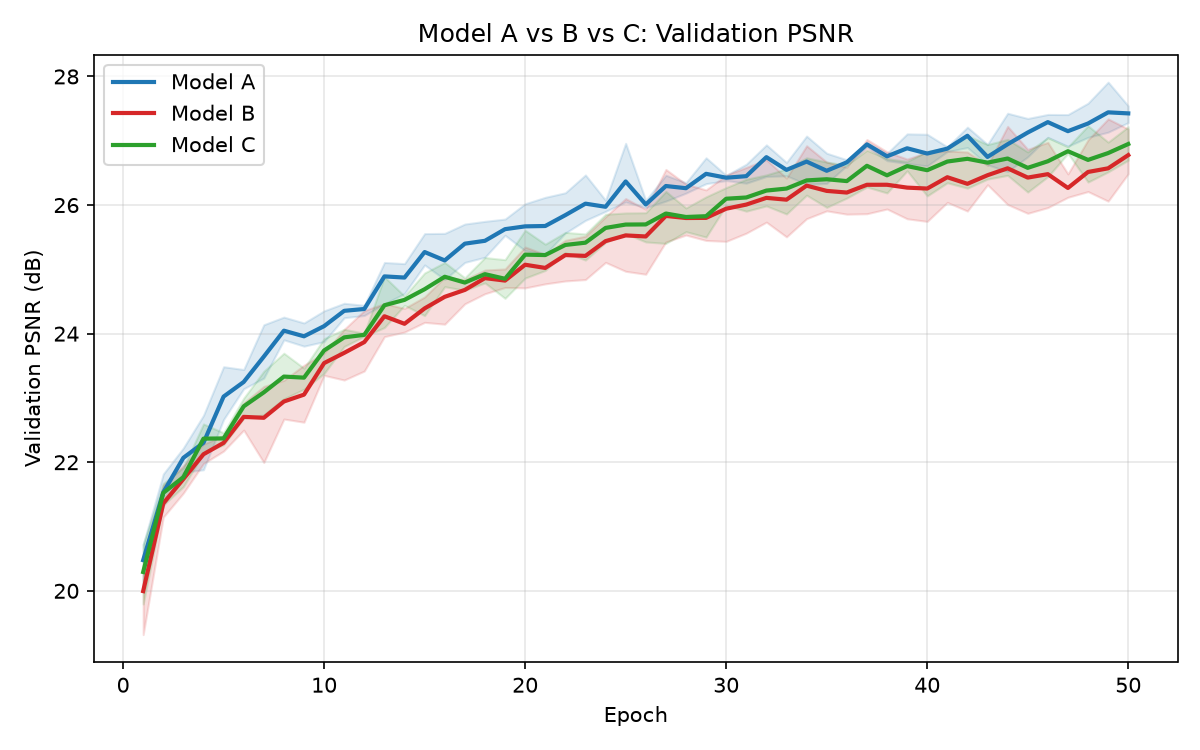 Model A vs B vs C: Validation PSNR
Model A
Model B
Model C
Validation PSNR (dB)
28
26
24
22
20
0 10 20 30 40 50
Epoch